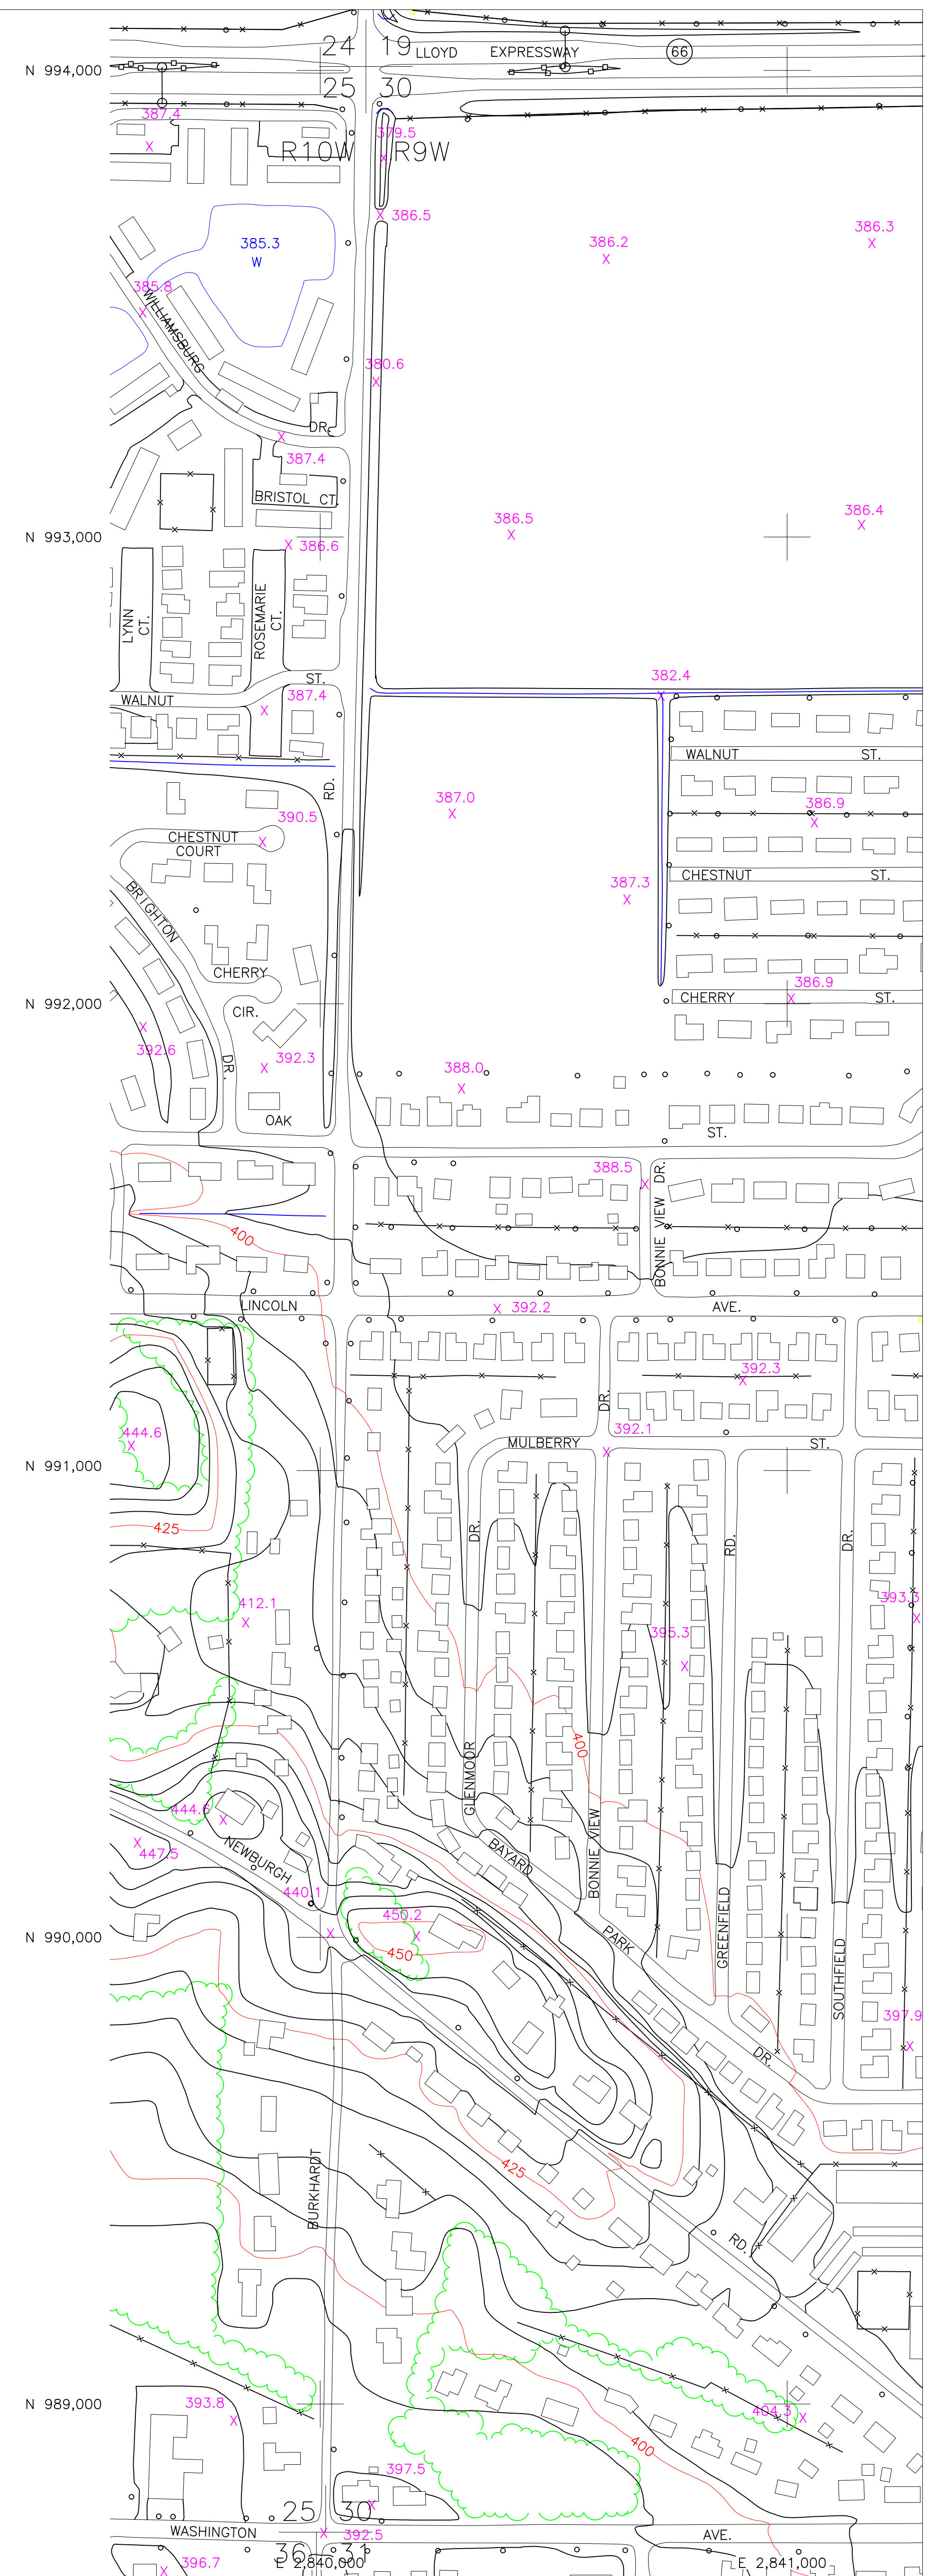 24 19
LLOYD EXPRESSWAY 66
N 994,000
25 30
387.4
379.5
R10W R9W
386.5
386.3
385.3
W
386.2
385.8
WILLIAMSBURG
380.6
DR.
387.4
BRISTOL CT.
386.5
386.4
N 993,000
386.6
LYNN
CT.
ROSEMARIE
CT.
ST.
382.4
387.4
WALNUT
WALNUT ST.
RD.
387.0
386.9
390.5
CHESTNUT
COURT
387.3
CHESTNUT ST.
BRIGHTON
CHERRY
386.9
N 992,000
CHERRY ST.
CIR.
392.6
392.3
DR.
388.0
OAK
ST.
388.5
BONNIE VIEW DR.
400
LINCOLN
392.2
AVE.
392.3
DR.
392.1
444.6
MULBERRY
ST.
N 991,000
425
DR.
RD.
DR.
393.3
412.1
395.3
400
GLENMOOR
444.6
447.5
NEWBURGH
BAYARD
BONNIE VIEW
440.1
450.2
GREENFIELD
N 990,000
450
PARK
SOUTHFIELD
397.9
DR.
BURKHARDT
425
RD.
N 989,000
393.8
404.3
400
397.5
25 30
WASHINGTON
392.5
AVE.
36 31
396.7
E 2,840,000
E 2,841,000